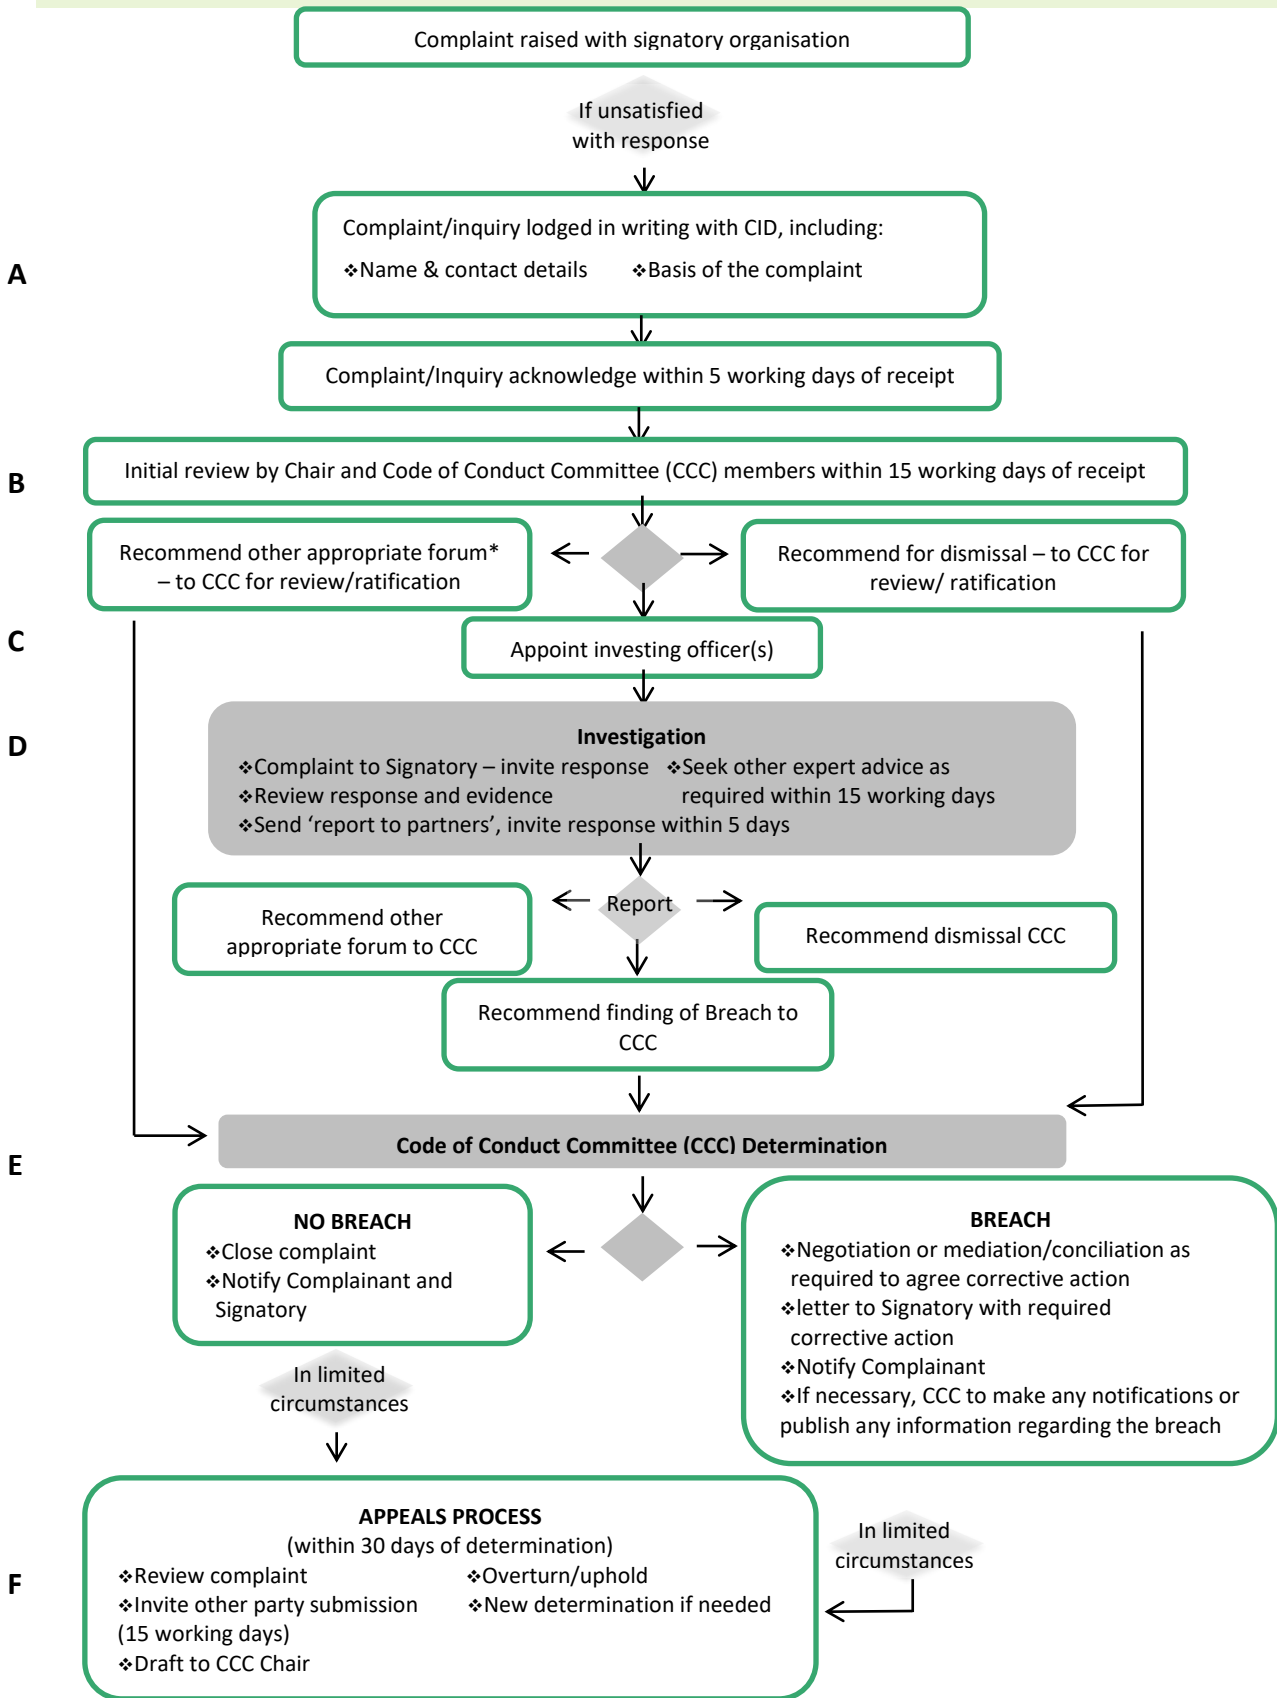 Complaint raised with signatory organisation
If unsatisfied
with response
Complaint/inquiry lodged in writing with CID, including:
❖Name & contact details ❖Basis of the complaint
A
Complaint/Inquiry acknowledge within 5 working days of receipt
Initial review by Chair and Code of Conduct Committee (CCC) members within 15 working days of receipt
B
Recommend other appropriate forum*
– to CCC for review/ratification
Recommend for dismissal – to CCC for
review/ ratification
C
Appoint investing officer(s)
D
Investigation
❖Complaint to Signatory – invite response ❖Seek other expert advice as
❖Review response and evidence required within 15 working days
❖Send ‘report to partners’, invite response within 5 days
Report
Recommend other
appropriate forum to CCC
Recommend dismissal CCC
Recommend finding of Breach to
CCC
Code of Conduct Committee (CCC) Determination
E
NO BREACH
❖Close complaint
❖Notify Complainant and
Signatory
BREACH
❖Negotiation or mediation/conciliation as
required to agree corrective action
❖letter to Signatory with required
corrective action
❖Notify Complainant
❖If necessary, CCC to make any notifications or
publish any information regarding the breach
In limited
circumstances
APPEALS PROCESS
(within 30 days of determination)
❖Review complaint ❖Overturn/uphold
❖Invite other party submission ❖New determination if needed
(15 working days)
❖Draft to CCC Chair
In limited
circumstances
F